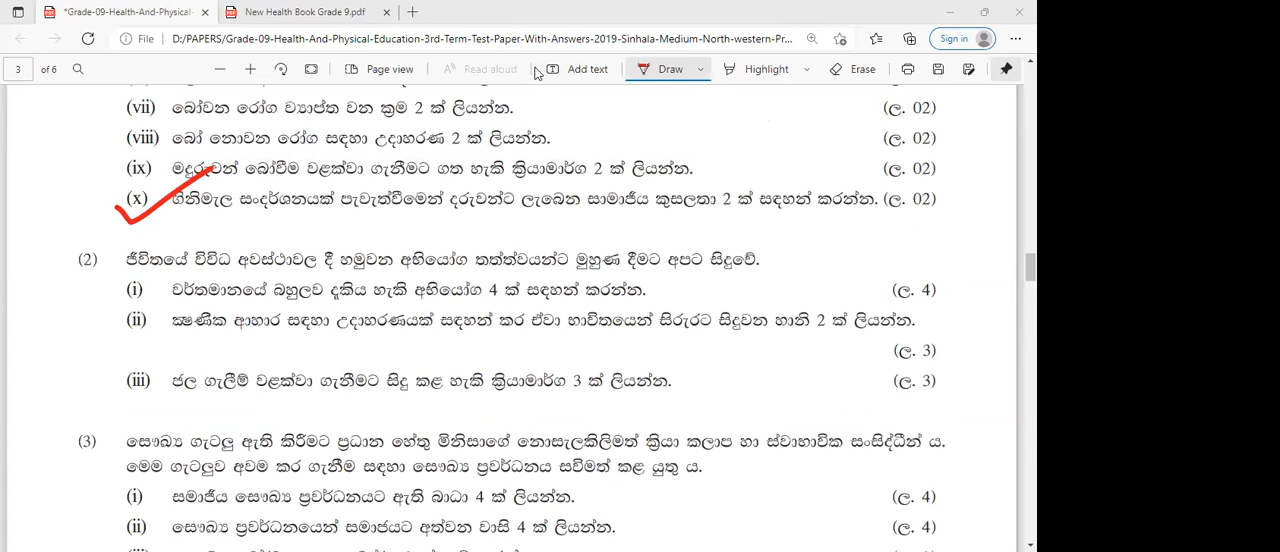 *Grade-09-Health-And-Physical-
New Health Book Grade 9.pdf
File
D:/PAPERS/Grade-09-Health-And-Physical-Education-3rd-Term-Test-Paper-With-Answers-2019-Sinhala-Medium-North-western-Pr...
Sign in
3 of 6
Page view
Read aloud
Add text
Draw
Highlight
Erase
(vii) බෝවන රෝග ව්‍යාප්ත වන ක්‍රම 2 ක් ලියන්න. (ල. 02)
(viii) බෝ නොවන රෝග සඳහා උදාහරණ 2 ක් ලියන්න. (ල. 02)
(ix) මදුරුවන් බෝවීම වළක්වා ගැනීමට ගත හැකි ක්‍රියාමාර්ග 2 ක් ලියන්න. (ල. 02)
(x) ගිනිමැල සංදර්ශනයක් පැවැත්වීමෙන් දරුවන්ට ලැබෙන සාමාජීය කුසලතා 2 ක් සඳහන් කරන්න. (ල. 02)
(2) ජීවිතයේ විවිධ අවස්ථාවල දී හමුවන අභියෝග තත්ත්වයන්ට මුහුණ දීමට අපට සිදුවේ.
(i) වර්තමානයේ බහුලව දැකිය හැකි අභියෝග 4 ක් සඳහන් කරන්න. (ල. 4)
(ii) ක්‍ෂණික ආහාර සඳහා උදාහරණයක් සඳහන් කර ඒවා භාවිතයෙන් සිරුරට සිදුවන හානි 2 ක් ලියන්න.
(ල. 3)
(iii) ජල ගැලීම් වළක්වා ගැනීමට සිදු කළ හැකි ක්‍රියාමාර්ග 3 ක් ලියන්න. (ල. 3)
(3) සෞඛ්‍ය ගැටලු ඇති කිරීමට ප්‍රධාන හේතු මිනිසාගේ නොසැලකිලිමත් ක්‍රියා කලාප හා ස්වාභාවික සංසිද්ධීන් ය.
මෙම ගැටලුව අවම කර ගැනීම සඳහා සෞඛ්‍ය ප්‍රවර්ධනය සවිමත් කළ යුතු ය.
(i) සමාජීය සෞඛ්‍ය ප්‍රවර්ධනයට ඇති බාධා 4 ක් ලියන්න. (ල. 4)
(ii) සෞඛ්‍ය ප්‍රවර්ධනයෙන් සමාජයට අත්වන වාසි 4 ක් ලියන්න. (ල. 4)